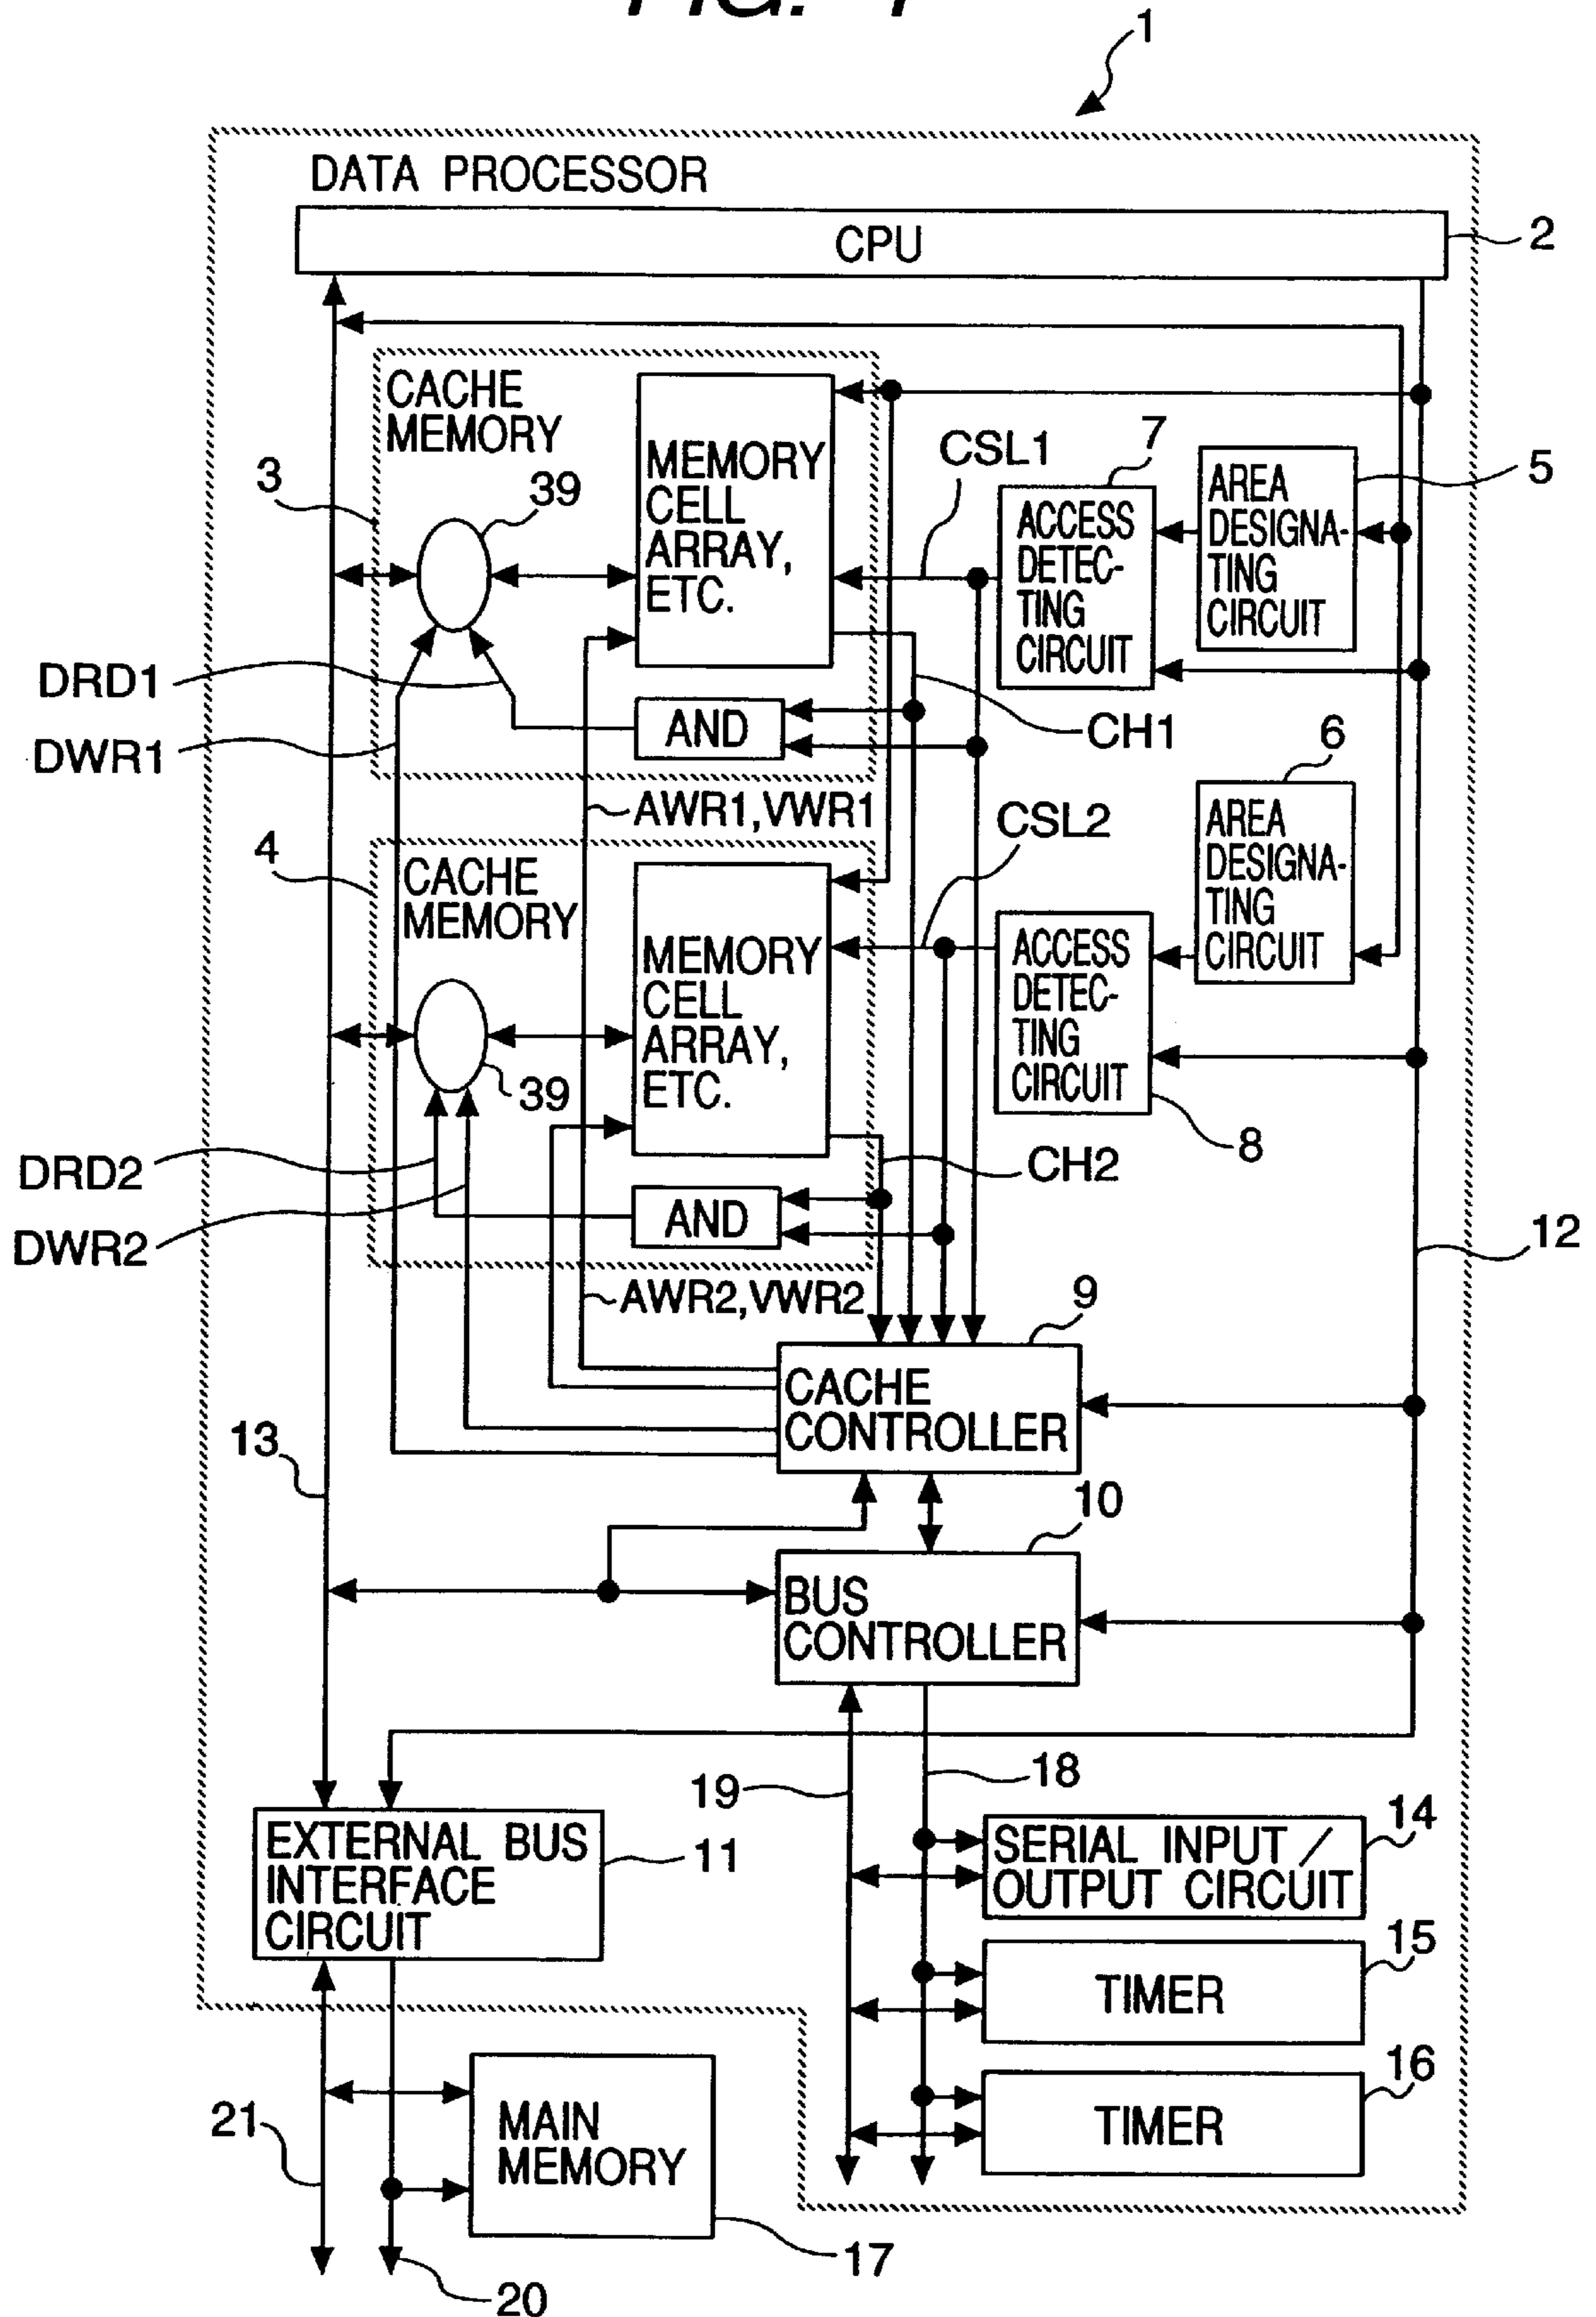 FIG. 1
1
DATA PROCESSOR
CPU
2
CACHE
MEMORY
3
39
MEMORY
CELL
ARRAY,
ETC.
CSL1
7
ACCESS
DETEC-
TING
CIRCUIT
AREA
DESIGNA-
TING
CIRCUIT
5
DRD1
DWR1
AND
CH1
AWR1,VWR1
6
AREA
DESIGNA-
TING
CIRCUIT
CSL2
4
CACHE
MEMORY
39
MEMORY
CELL
ARRAY,
ETC.
ACCESS
DETEC-
TING
CIRCUIT
8
DRD2
DWR2
AND
CH2
12
AWR2,VWR2
9
CACHE
CONTROLLER
13
10
BUS
CONTROLLER
19
18
EXTERNAL BUS
INTERFACE
CIRCUIT
11
SERIAL INPUT /
OUTPUT CIRCUIT
14
TIMER
15
TIMER
16
MAIN
MEMORY
21
17
20